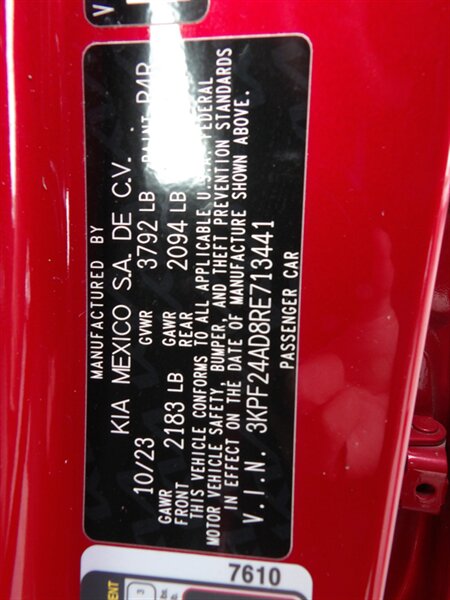 MANUFACTURED BY
KIA MEXICO S.A. DE C.V.
10/23 GVWR 3792 LB PAINT
GAWR FRONT 2183 LB GAWR REAR 2094 LB
THIS VEHICLE CONFORMS TO ALL APPLICABLE U.S.A. FEDERAL
MOTOR VEHICLE SAFETY, BUMPER, AND THEFT PREVENTION STANDARDS
IN EFFECT ON THE DATE OF MANUFACTURE SHOWN ABOVE.
V.I.N. 3KPF24AD8RE713441
PASSENGER CAR
7610